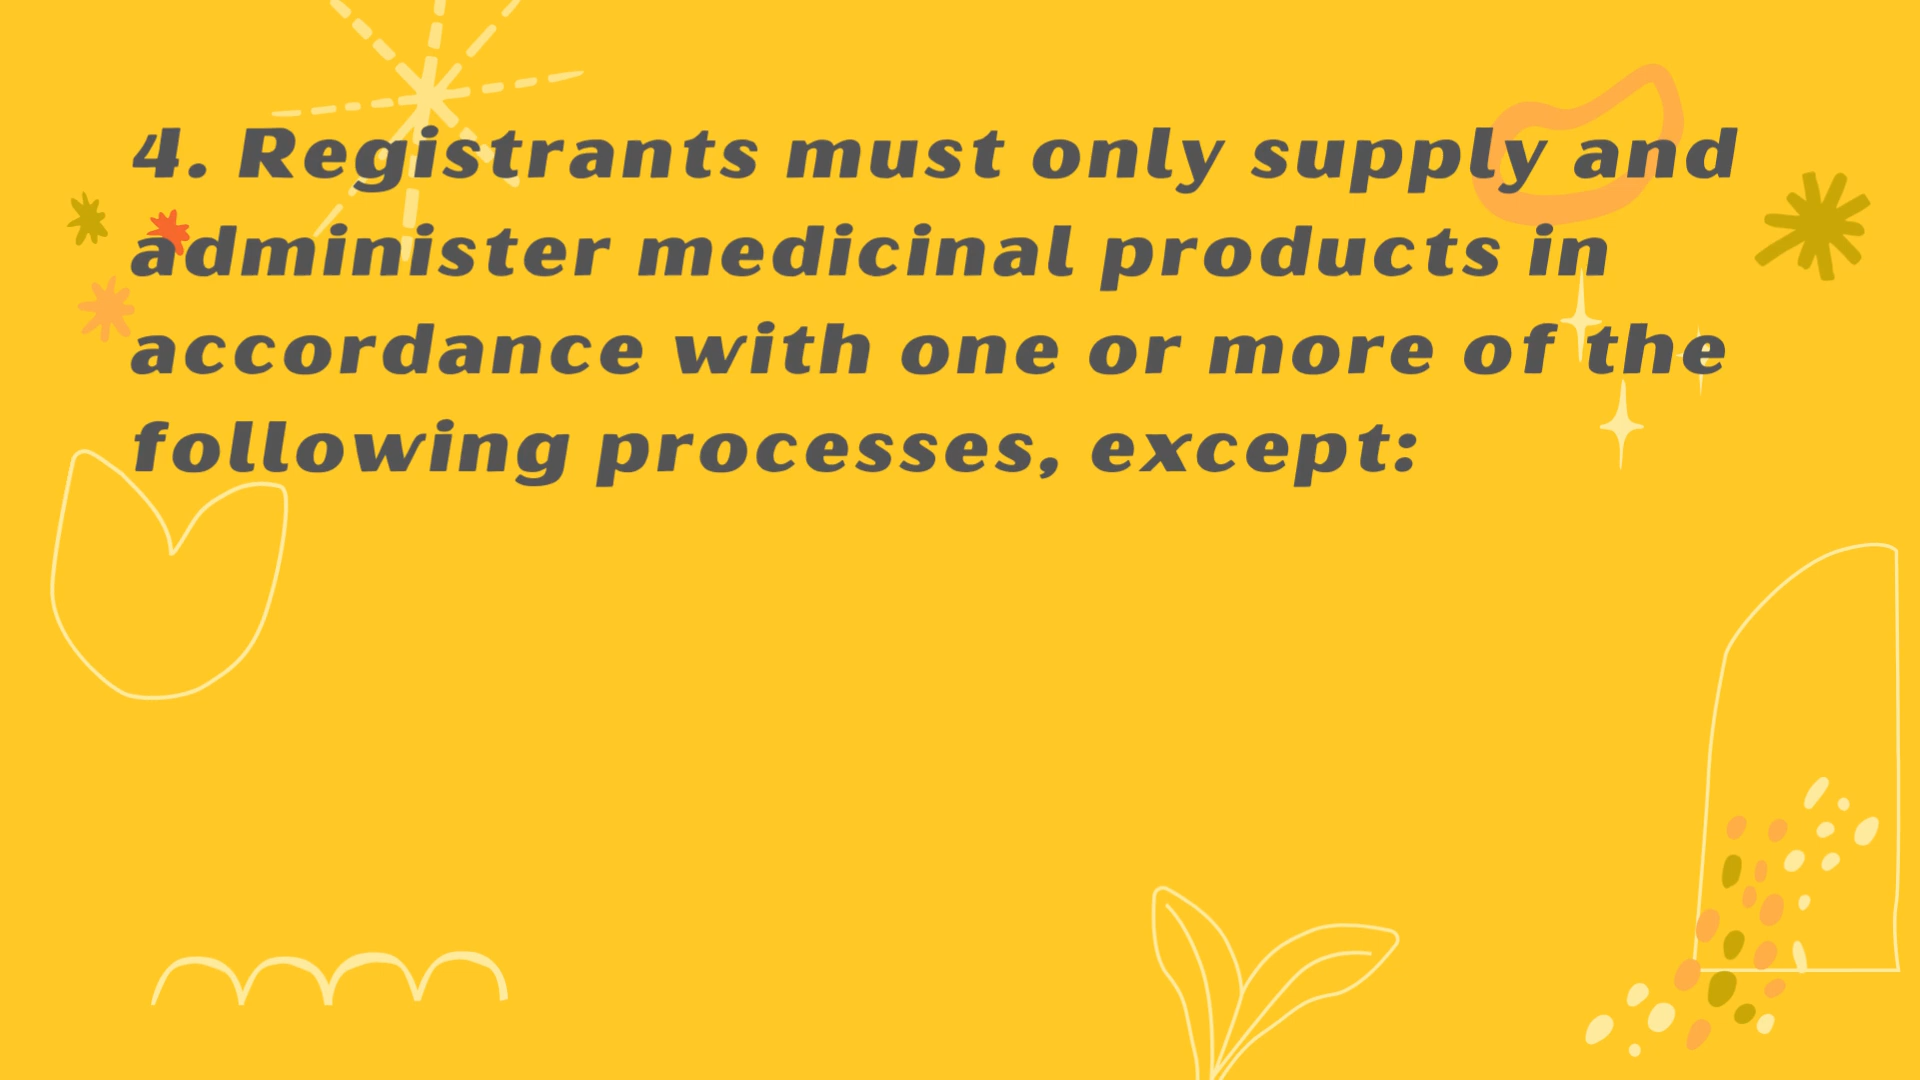 4. Registrants must only supply and
administer medicinal products in
accordance with one or more of the
following processes, except: